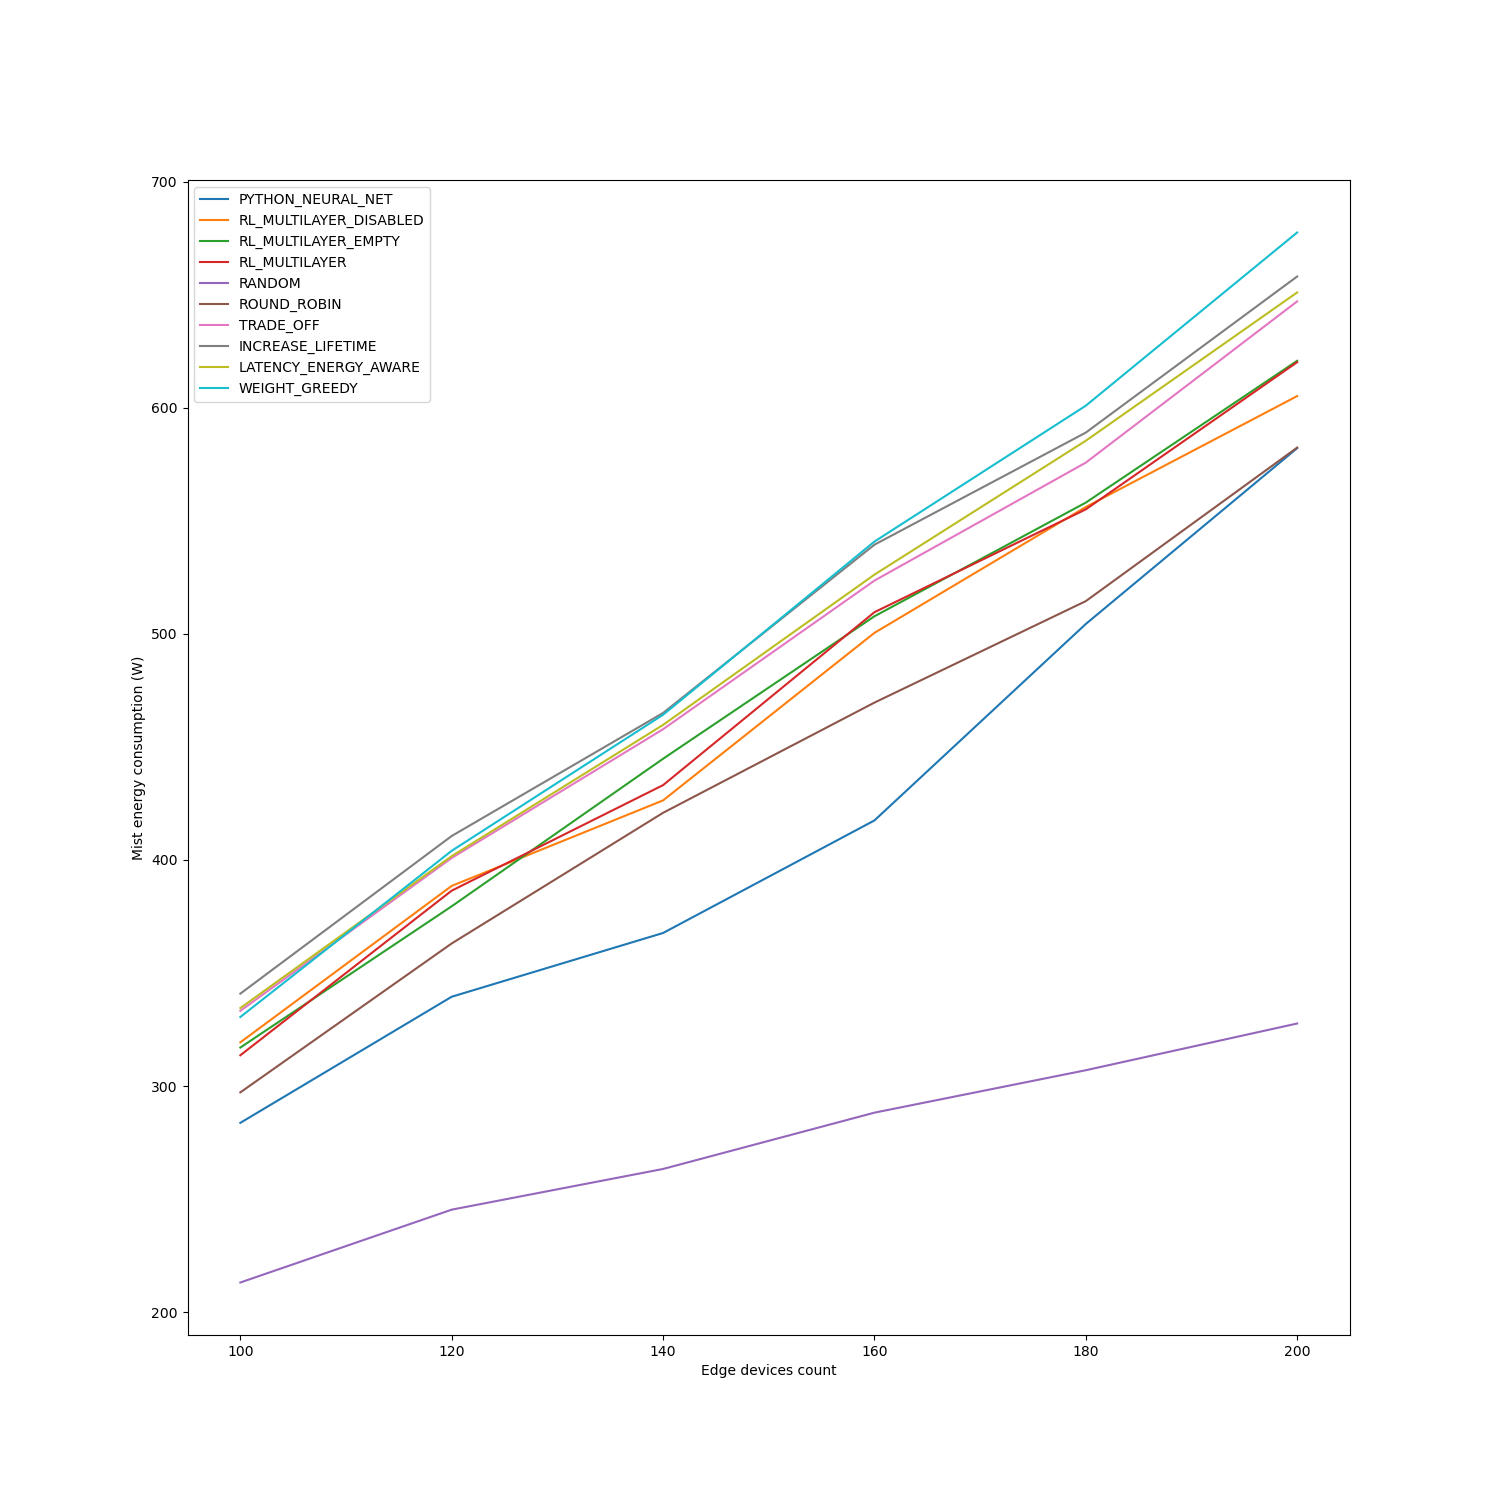 700
600
500
400
300
200
Mist energy consumption (W)
PYTHON_NEURAL_NET
RL_MULTILAYER_DISABLED
RL_MULTILAYER_EMPTY
RL_MULTILAYER
RANDOM
ROUND_ROBIN
TRADE_OFF
INCREASE_LIFETIME
LATENCY_ENERGY_AWARE
WEIGHT_GREEDY
100 120 140 160 180 200
Edge devices count